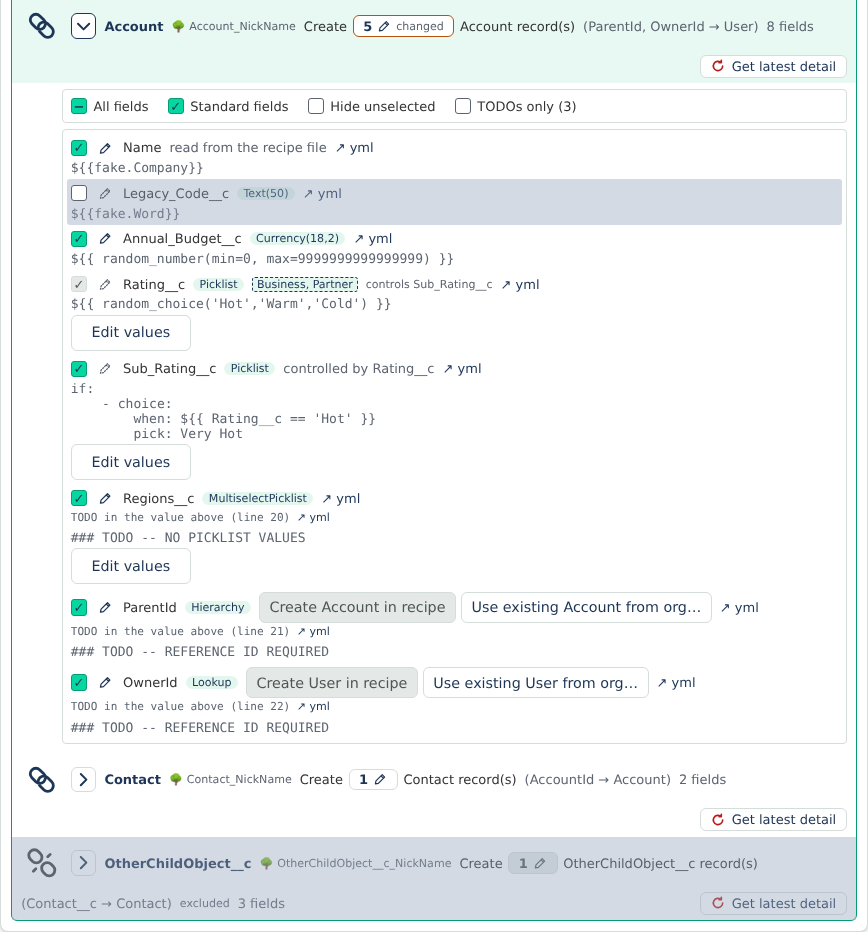 Account Account_NickName Create 5 changed Account record(s) (ParentId, OwnerId → User) 8 fields
Get latest detail
All fields Standard fields Hide unselected TODOs only (3)
Name read from the recipe file ↗ yml
${{fake.Company}}
Legacy_Code__c Text(50) ↗ yml
${{fake.Word}}
Annual_Budget__c Currency(18,2) ↗ yml
${{ random_number(min=0, max=9999999999999999) }}
Rating__c Picklist Business, Partner controls Sub_Rating__c ↗ yml
${{ random_choice('Hot','Warm','Cold') }}
Edit values
Sub_Rating__c Picklist controlled by Rating__c ↗ yml
if:
    - choice:
        when: ${{ Rating__c == 'Hot' }}
        pick: Very Hot
Edit values
Regions__c MultiselectPicklist ↗ yml
TODO in the value above (line 20) ↗ yml
### TODO -- NO PICKLIST VALUES
Edit values
ParentId Hierarchy Create Account in recipe Use existing Account from org... ↗ yml
TODO in the value above (line 21) ↗ yml
### TODO -- REFERENCE ID REQUIRED
OwnerId Lookup Create User in recipe Use existing User from org... ↗ yml
TODO in the value above (line 22) ↗ yml
### TODO -- REFERENCE ID REQUIRED
Contact Contact_NickName Create 1 Contact record(s) (AccountId → Account) 2 fields
Get latest detail
OtherChildObject__c OtherChildObject__c_NickName Create 1 OtherChildObject__c record(s)
(Contact__c → Contact) excluded 3 fields Get latest detail